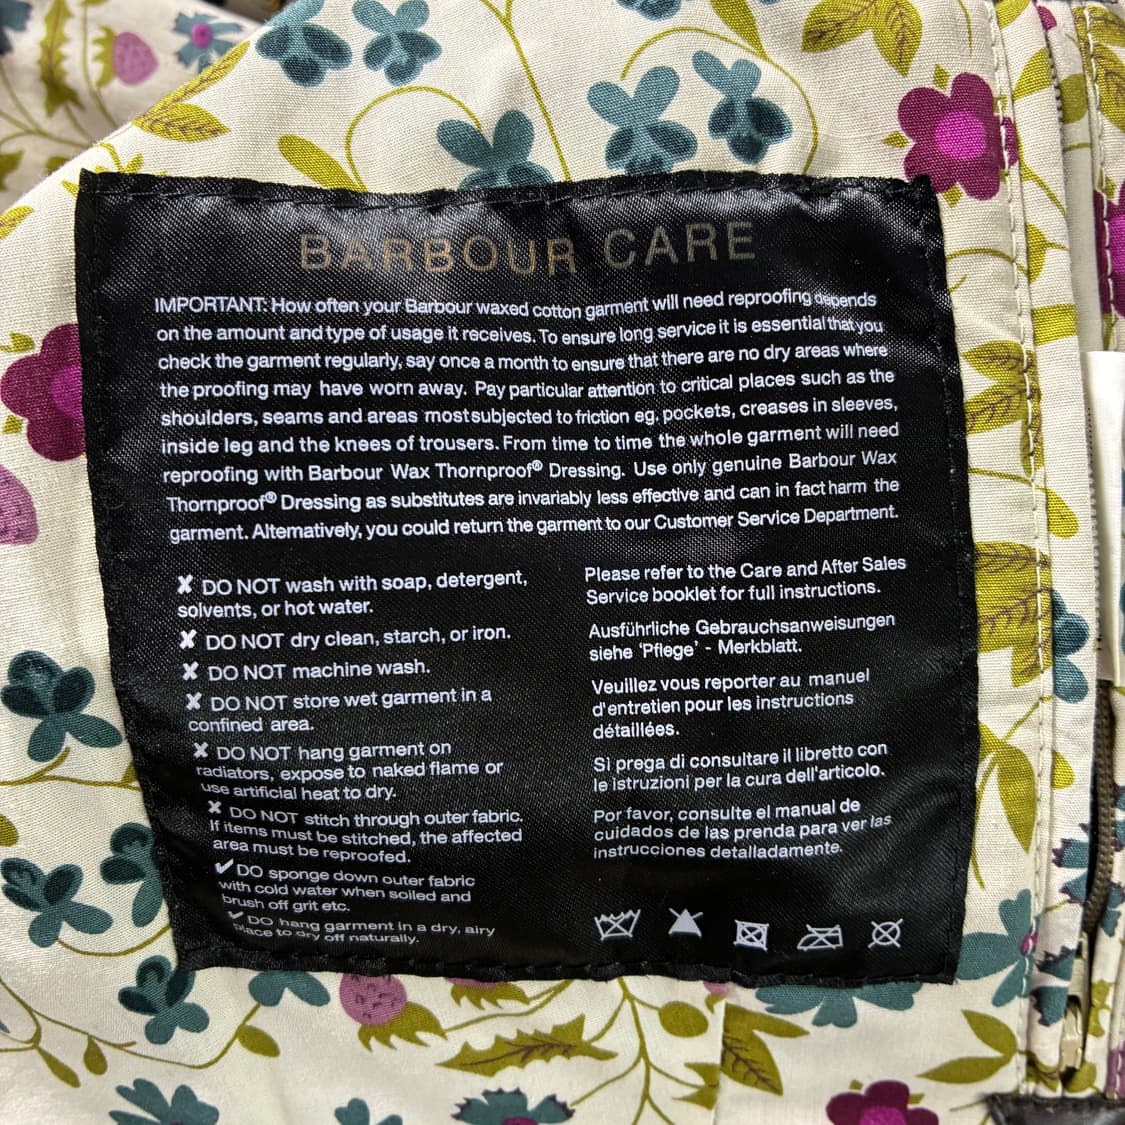 BARBOUR CARE
IMPORTANT: How often your Barbour waxed cotton garment will need reproofing depends
on the amount and type of usage it receives. To ensure long service it is essential that you
check the garment regularly, say once a month to ensure that there are no dry areas where
the proofing may have worn away. Pay particular attention to critical places such as the
shoulders, seams and areas most subjected to friction eg, pockets, creases in sleeves,
inside leg and the knees of trousers. From time to time the whole garment will need
reproofing with Barbour Wax Thornproof® Dressing. Use only genuine Barbour Wax
Thornproof® Dressing as substitutes are invariably less effective and can in fact harm the
garment. Alternatively, you could return the garment to our Customer Service Department.
✘ DO NOT wash with soap, detergent,
solvents, or hot water.
✘ DO NOT dry clean, starch, or iron.
✘ DO NOT machine wash.
✘ DO NOT store wet garment in a
confined area.
✘ DO NOT hang garment on
radiators, expose to naked flame or
use artificial heat to dry.
✘ DO NOT stitch through outer fabric.
If items must be stitched, the affected
area must be reproofed.
✔ DO sponge down outer fabric
with cold water when soiled and
brush off grit etc.
✔ DO hang garment in a dry, airy
place to dry off naturally.
Please refer to the Care and After Sales
Service booklet for full instructions.
Ausführliche Gebrauchsanweisungen
siehe 'Pflege' - Merkblatt.
Veuillez vous reporter au manuel
d'entretien pour les instructions
détaillées.
Si prega di consultare il libretto con
le istruzioni per la cura dell'articolo.
Por favor, consulte el manual de
cuidados de las prenda para ver las
instrucciones detalladamente.